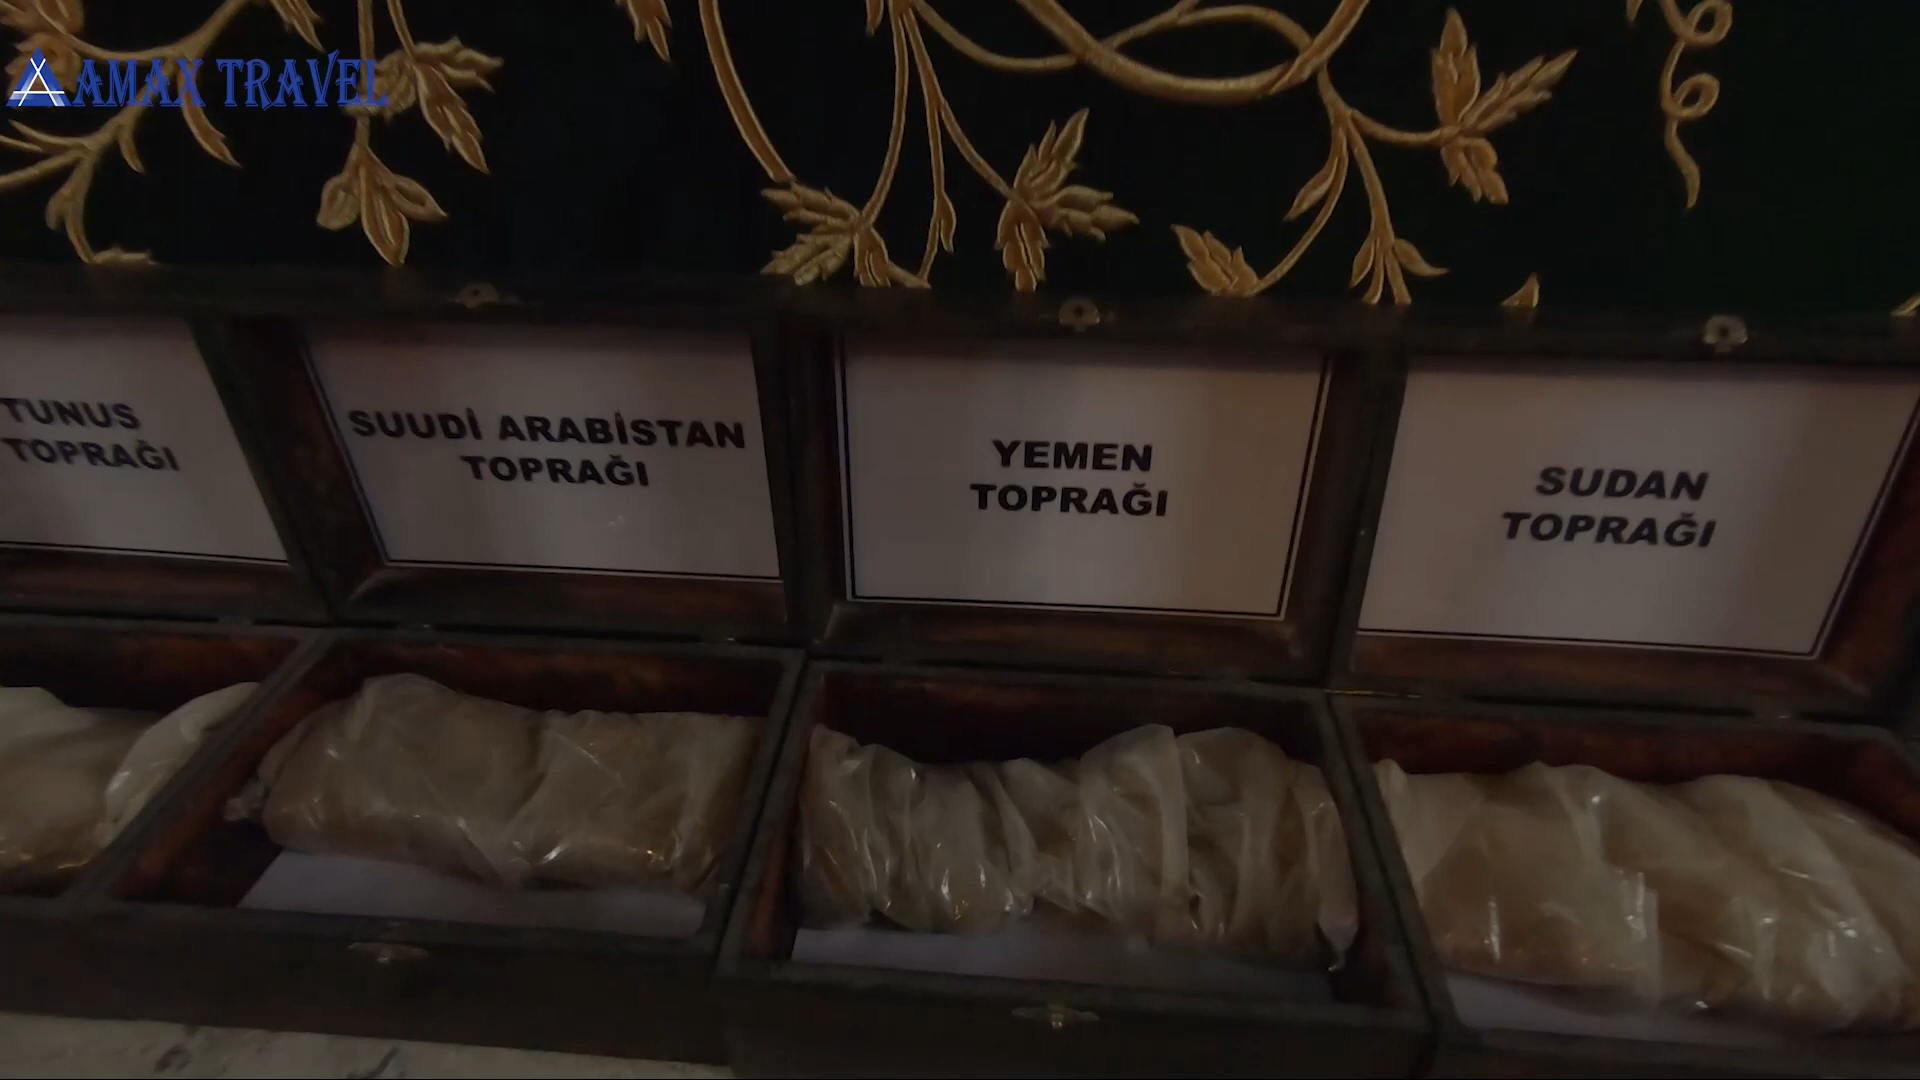 AMAX TRAVEL
TUNUS
TOPRAĞI
SUUDİ ARABİSTAN
TOPRAĞI
YEMEN
TOPRAĞI
SUDAN
TOPRAĞI